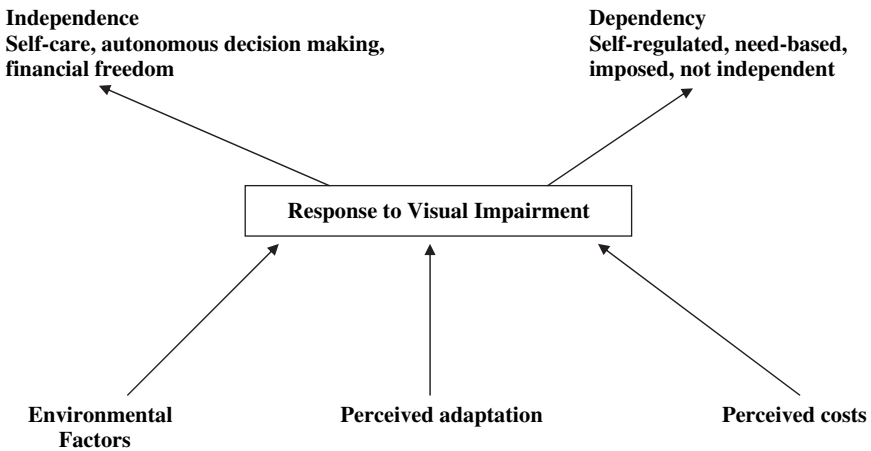 Independence
Self-care, autonomous decision making,
financial freedom
Dependency
Self-regulated, need-based,
imposed, not independent
Response to Visual Impairment
Environmental
Factors
Perceived adaptation
Perceived costs